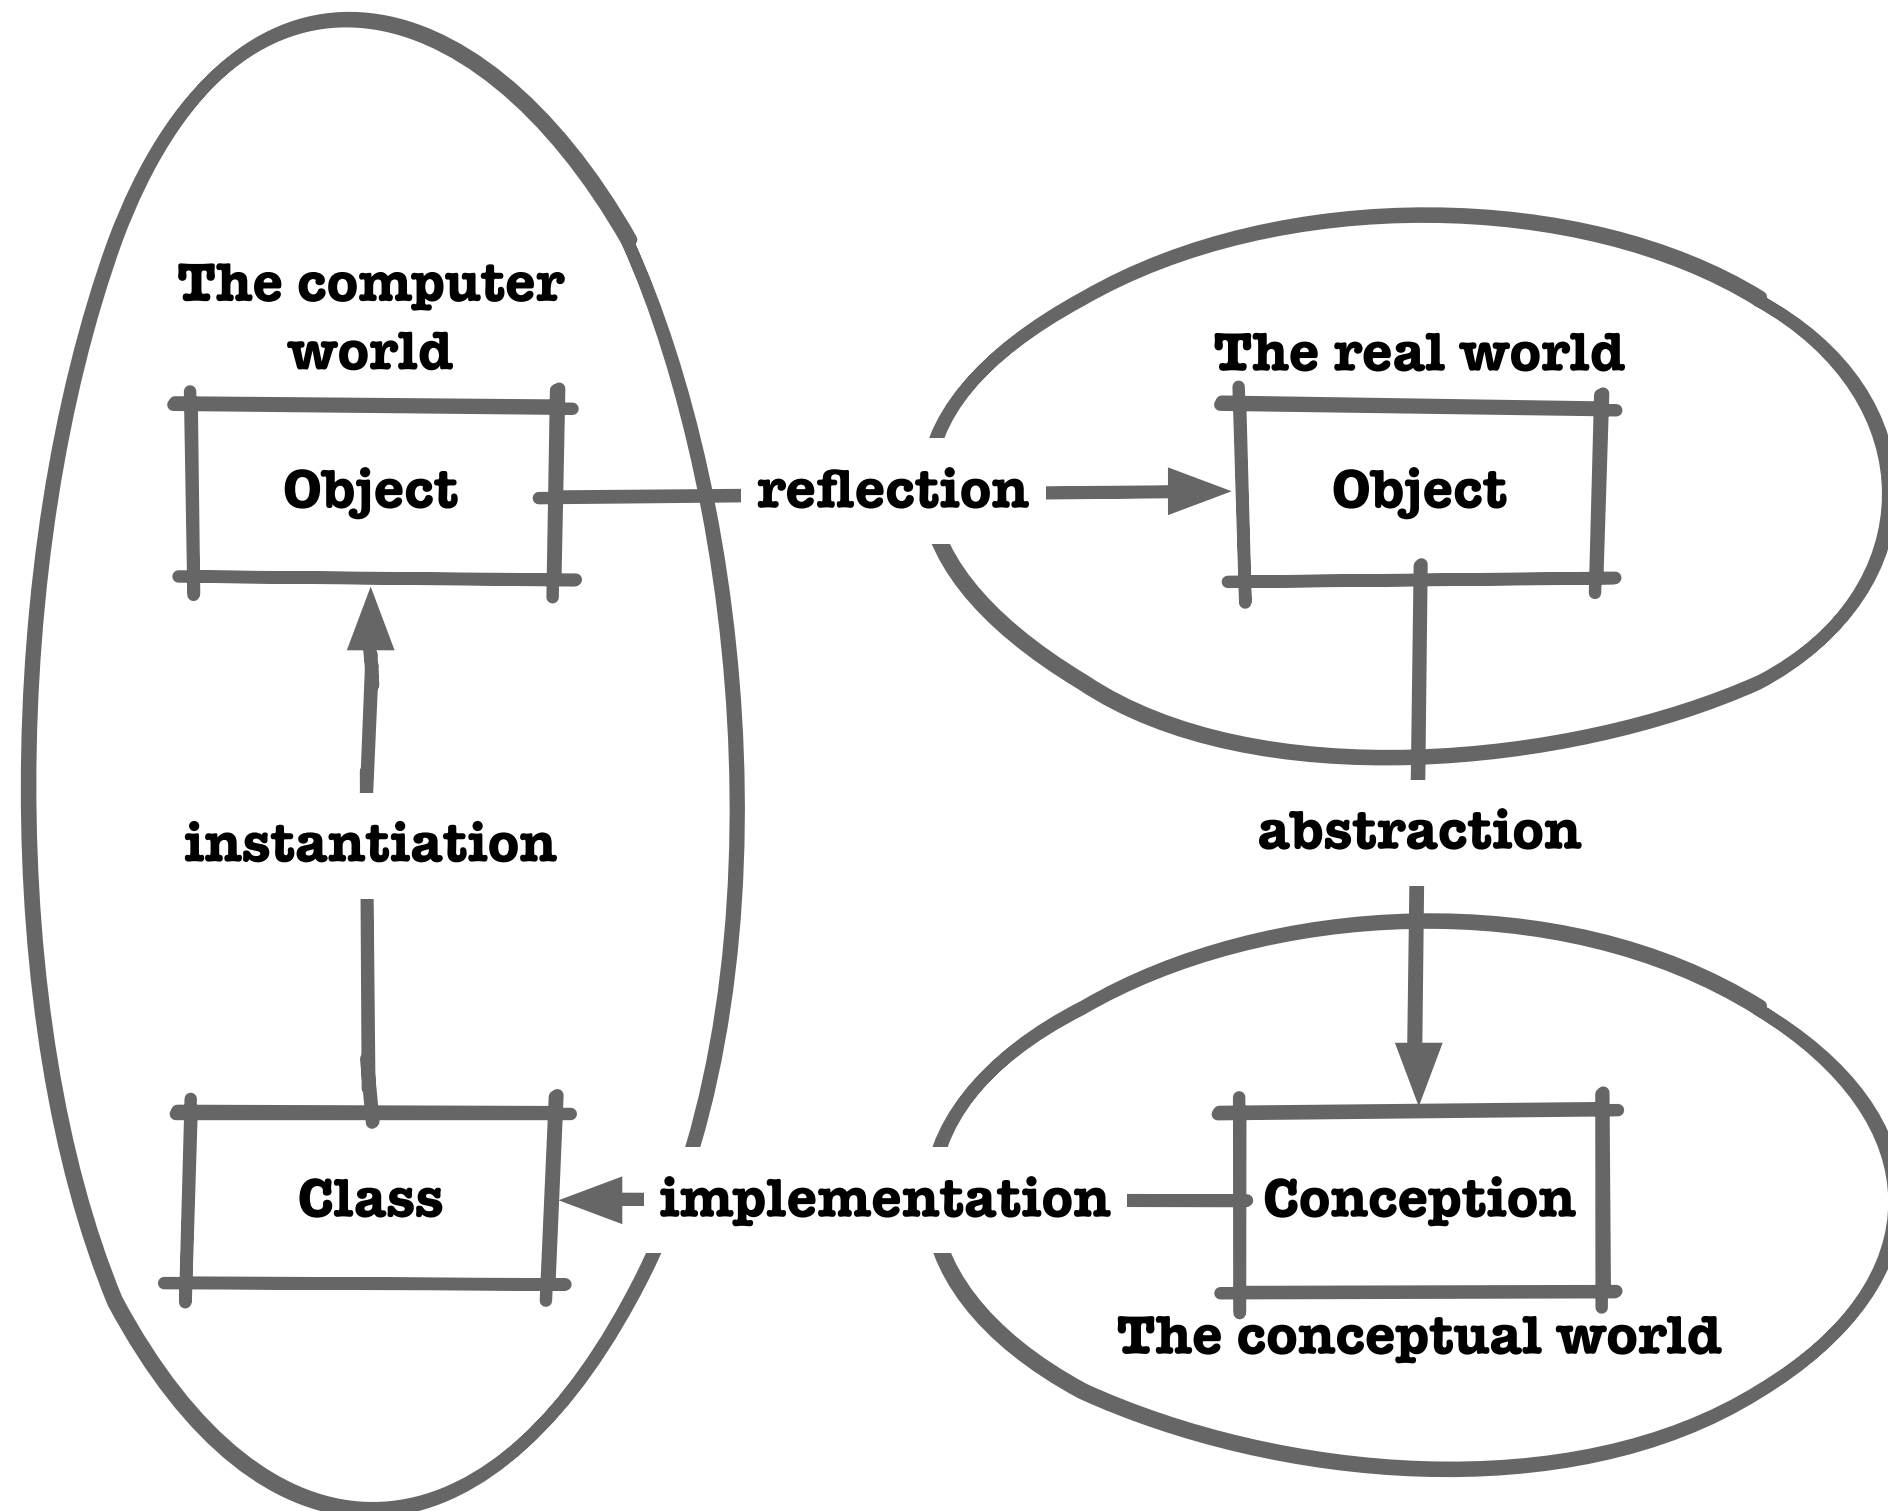 The computer
world
The real world
Object
reflection
Object
instantiation
abstraction
Class
implementation
Conception
The conceptual world